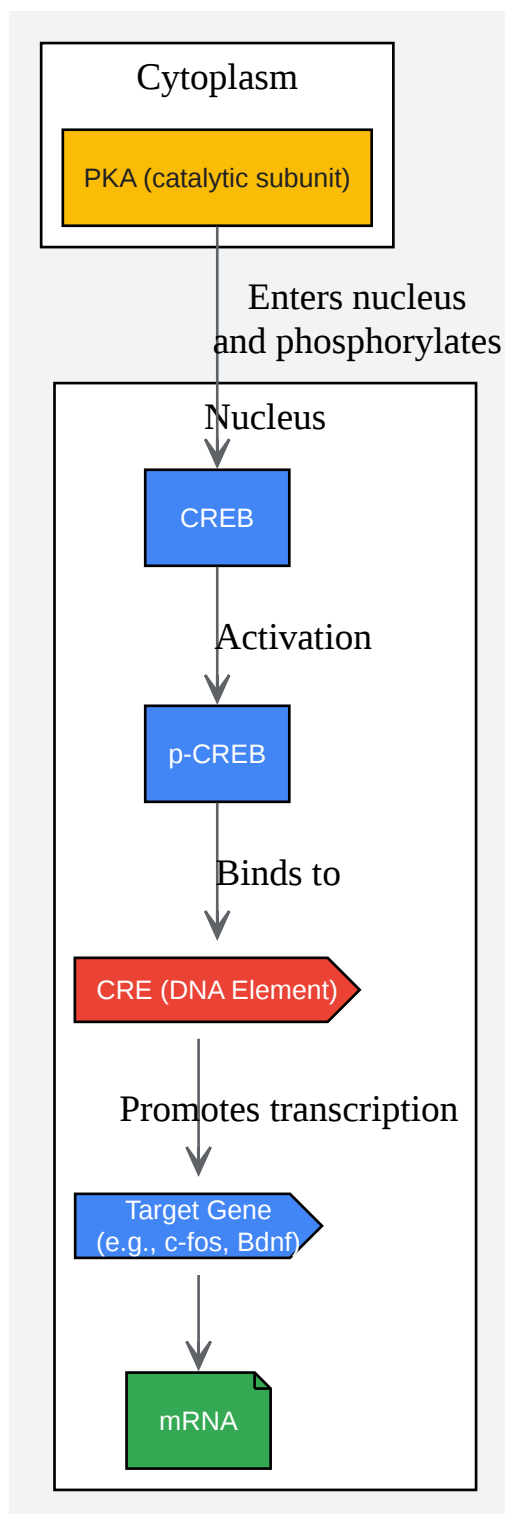 Cytoplasm
PKA (catalytic subunit)
Enters nucleus
and phosphorylates
Nucleus
CREB
Activation
p-CREB
Binds to
CRE (DNA Element)
Promotes transcription
Target Gene
(e.g., c-fos, Bdnf)
mRNA